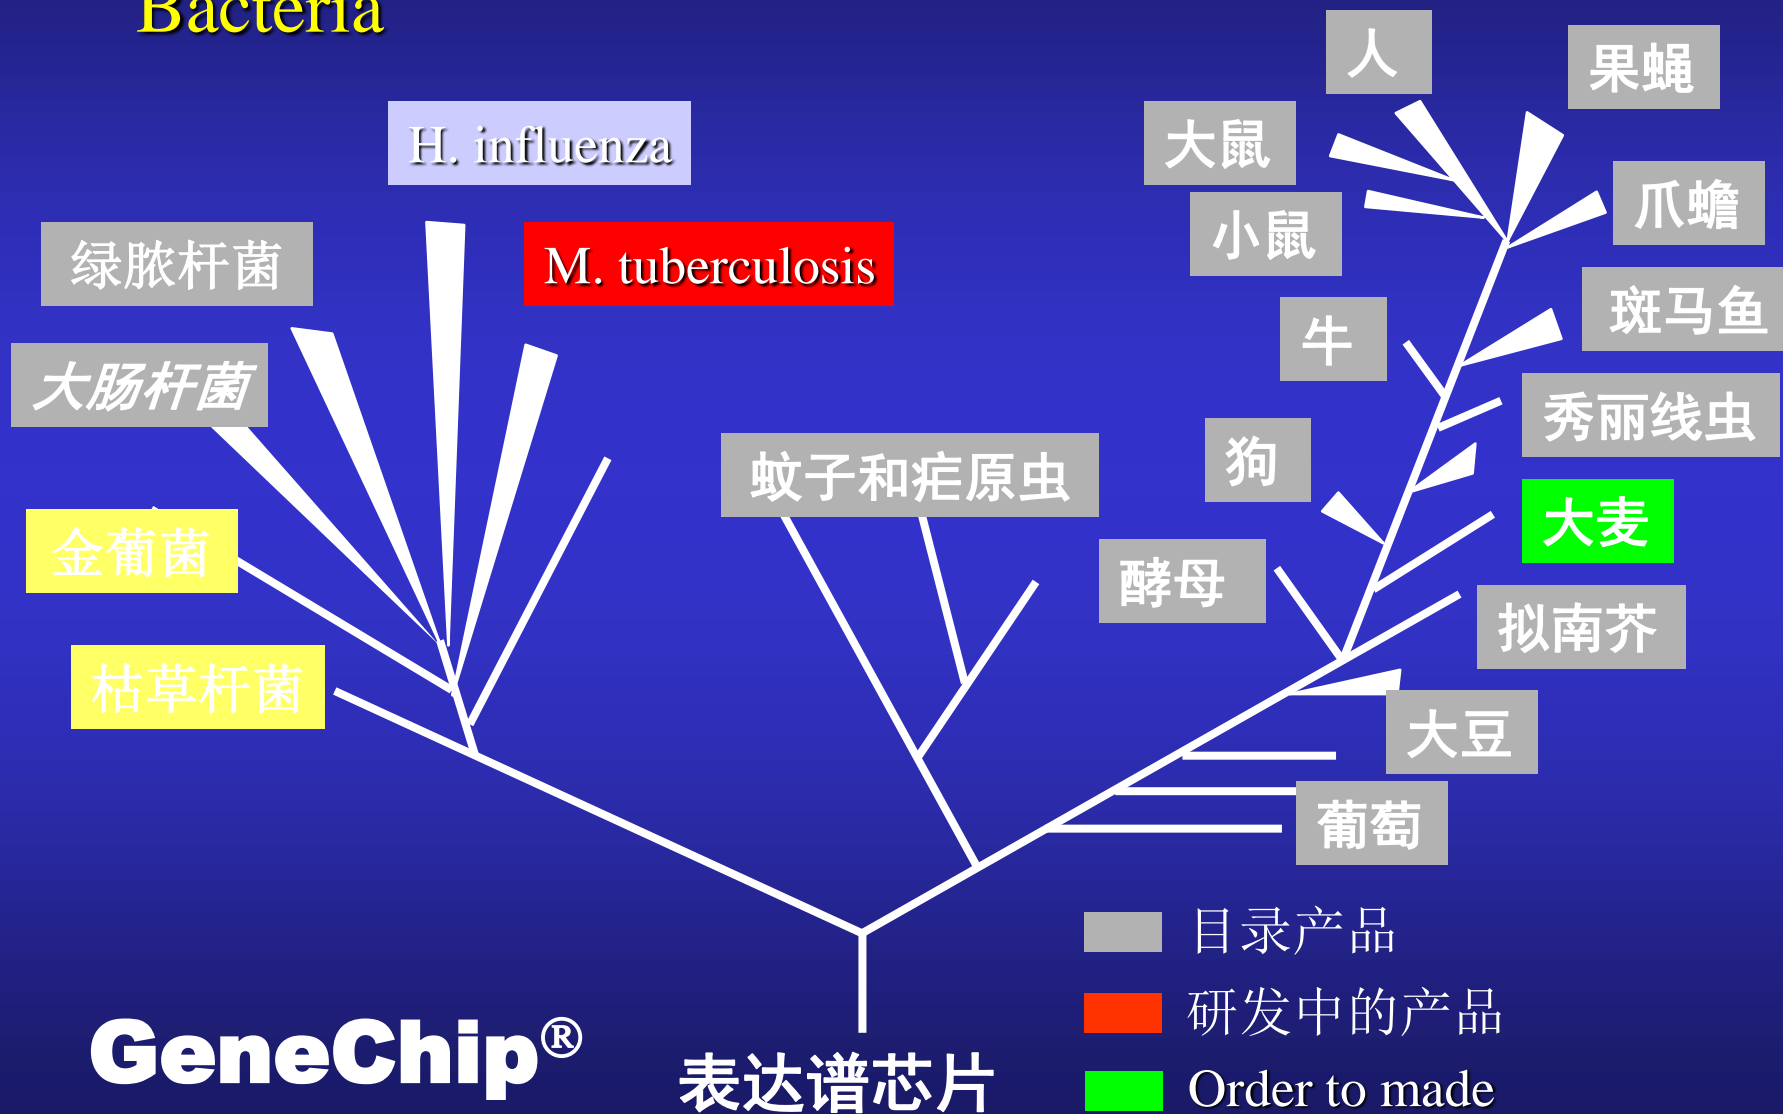 Bacteria
人
果蝇
H. influenza
大鼠
爪蟾
小鼠
绿脓杆菌
M. tuberculosis
斑马鱼
牛
大肠杆菌
秀丽线虫
狗
蚊子和疟原虫
金葡菌
大麦
酵母
拟南芥
枯草杆菌
大豆
葡萄
目录产品
研发中的产品
GeneChip®
表达谱芯片
Order to made